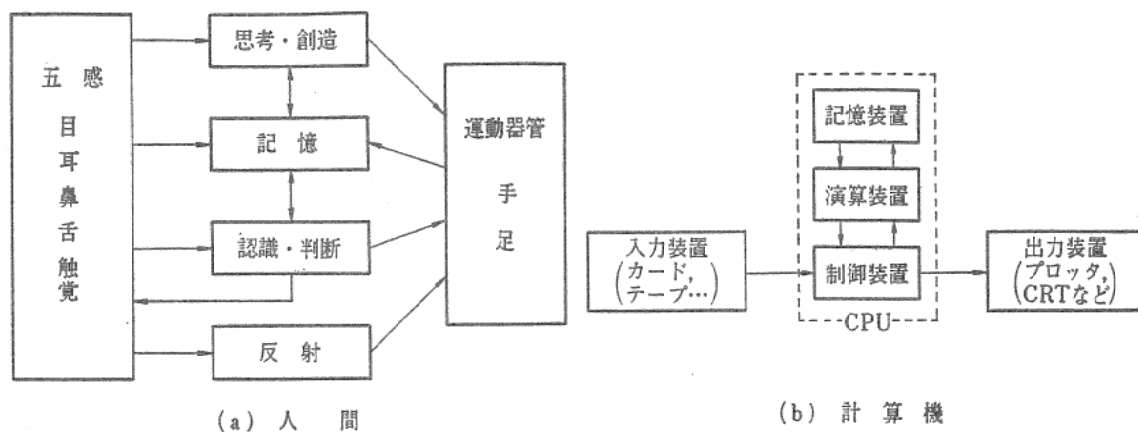 五感
目
耳
鼻
舌
触
覚
思考・創造
記憶
認識・判断
反射
運動器管
手
足
(a) 人間
記憶装置
演算装置
制御装置
CPU
入力装置
(カード,
テープ…)
出力装置
(プロッタ,
CRTなど)
(b) 計算機